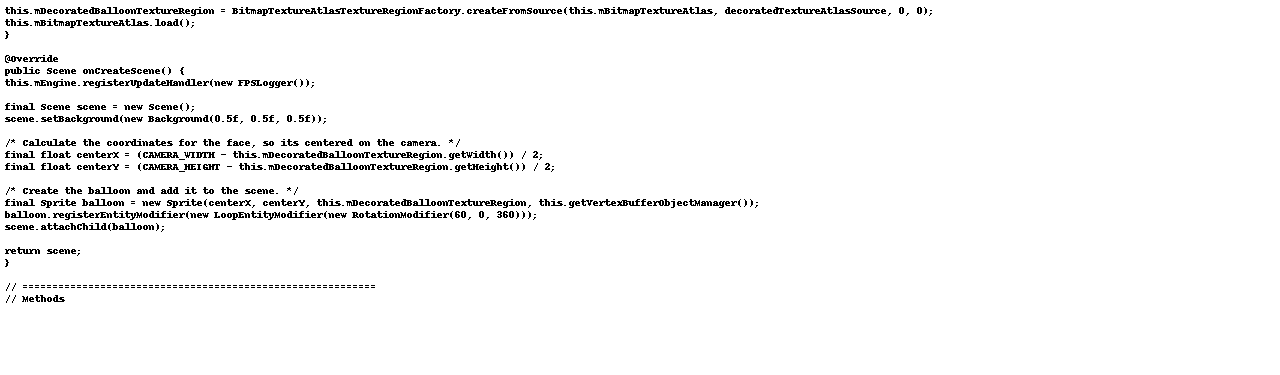 this.mDecoratedBalloonTextureRegion = BitmapTextureAtlasTextureRegionFactory.createFromSource(this.mBitmapTextureAtlas, decoratedTextureAtlasSource, 0, 0);
this.mBitmapTextureAtlas.load();
}
@Override
public Scene onCreateScene() {
this.mEngine.registerUpdateHandler(new FPSLogger());
final Scene scene = new Scene();
scene.setBackground(new Background(0.5f, 0.5f, 0.5f));
/* Calculate the coordinates for the face, so its centered on the camera. */
final float centerX = (CAMERA_WIDTH - this.mDecoratedBalloonTextureRegion.getWidth()) / 2;
final float centerY = (CAMERA_HEIGHT - this.mDecoratedBalloonTextureRegion.getHeight()) / 2;
/* Create the balloon and add it to the scene. */
final Sprite balloon = new Sprite(centerX, centerY, this.mDecoratedBalloonTextureRegion, this.getVertexBufferObjectManager());
balloon.registerEntityModifier(new LoopEntityModifier(new RotationModifier(60, 0, 360)));
scene.attachChild(balloon);
return scene;
}
// ===========================================================
// Methods